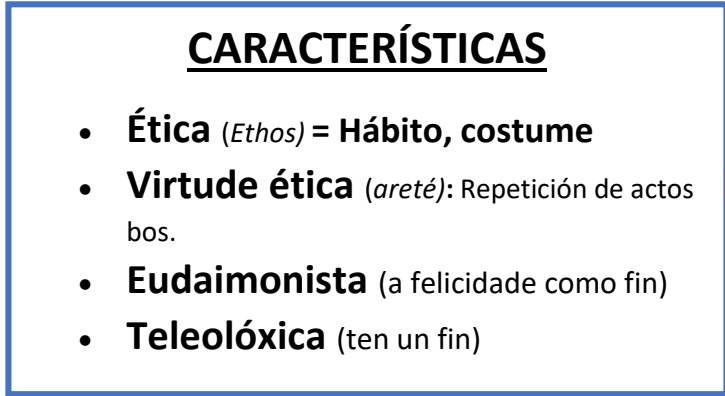 CARACTERÍSTICAS
• Ética (Ethos) = Hábito, costume
• Virtude ética (areté): Repetición de actos
bos.
• Eudaimonista (a felicidade como fin)
• Teleolóxica (ten un fin)